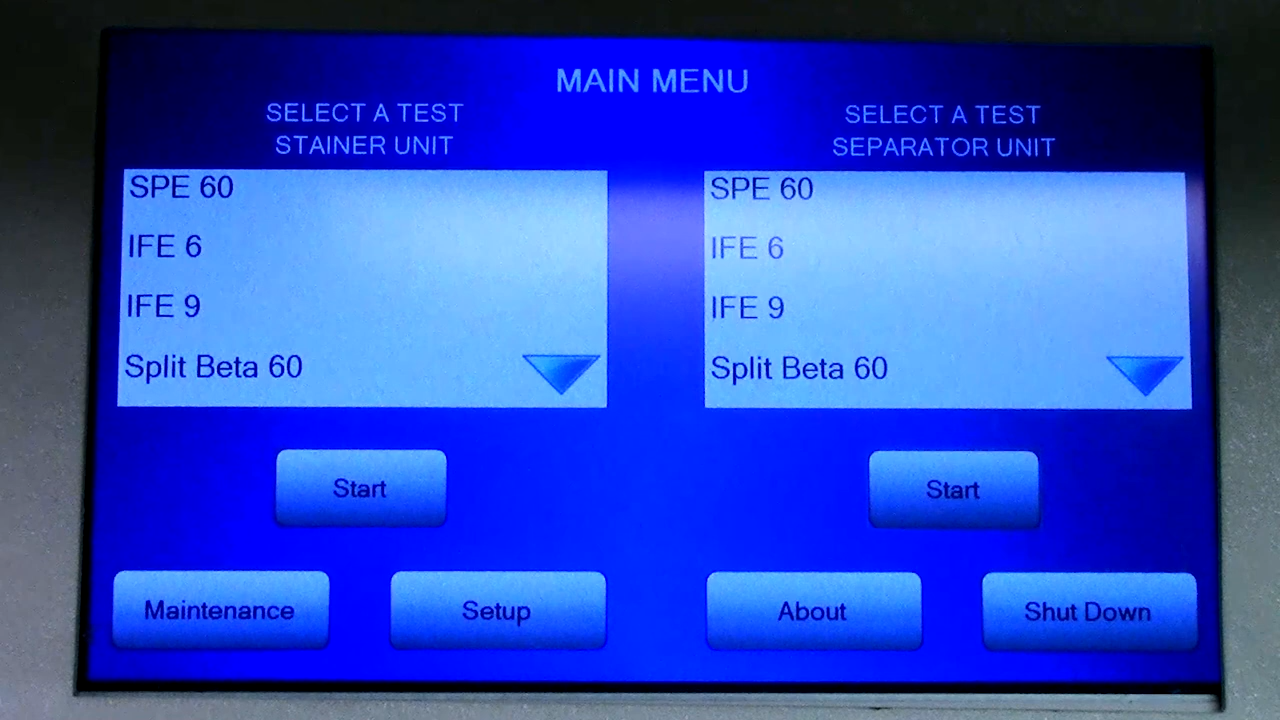 MAIN MENU
SELECT A TEST
STAINER UNIT
SPE 60
IFE 6
IFE 9
Split Beta 60
Start
SELECT A TEST
SEPARATOR UNIT
SPE 60
IFE 6
IFE 9
Split Beta 60
Start
Maintenance
Setup
About
Shut Down